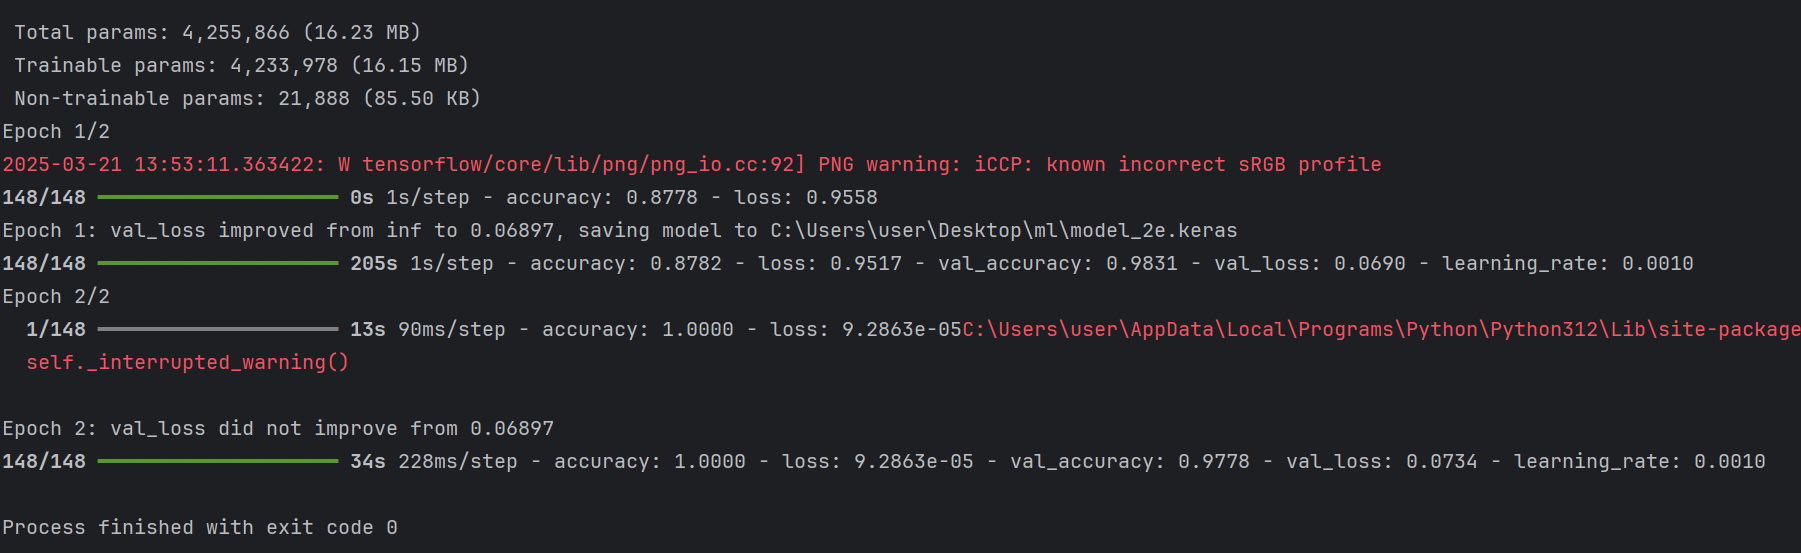 Total params: 4,255,866 (16.23 MB)
Trainable params: 4,233,978 (16.15 MB)
Non-trainable params: 21,888 (85.50 KB)
Epoch 1/2
2025-03-21 13:53:11.363422: W tensorflow/core/lib/png/png_io.cc:92] PNG warning: iCCP: known incorrect sRGB profile
148/148 ━━━━━━━━━━━━━━━━━━━━ 0s 1s/step - accuracy: 0.8778 - loss: 0.9558
Epoch 1: val_loss improved from inf to 0.06897, saving model to C:\Users\user\Desktop\ml\model_2e.keras
148/148 ━━━━━━━━━━━━━━━━━━━━ 205s 1s/step - accuracy: 0.8782 - loss: 0.9517 - val_accuracy: 0.9831 - val_loss: 0.0690 - learning_rate: 0.0010
Epoch 2/2
1/148 ━━━━━━━━━━━━━━━━━━━━ 13s 90ms/step - accuracy: 1.0000 - loss: 9.2863e-05C:\Users\user\AppData\Local\Programs\Python\Python312\Lib\site-package
self._interrupted_warning()
Epoch 2: val_loss did not improve from 0.06897
148/148 ━━━━━━━━━━━━━━━━━━━━ 34s 228ms/step - accuracy: 1.0000 - loss: 9.2863e-05 - val_accuracy: 0.9778 - val_loss: 0.0734 - learning_rate: 0.0010
Process finished with exit code 0